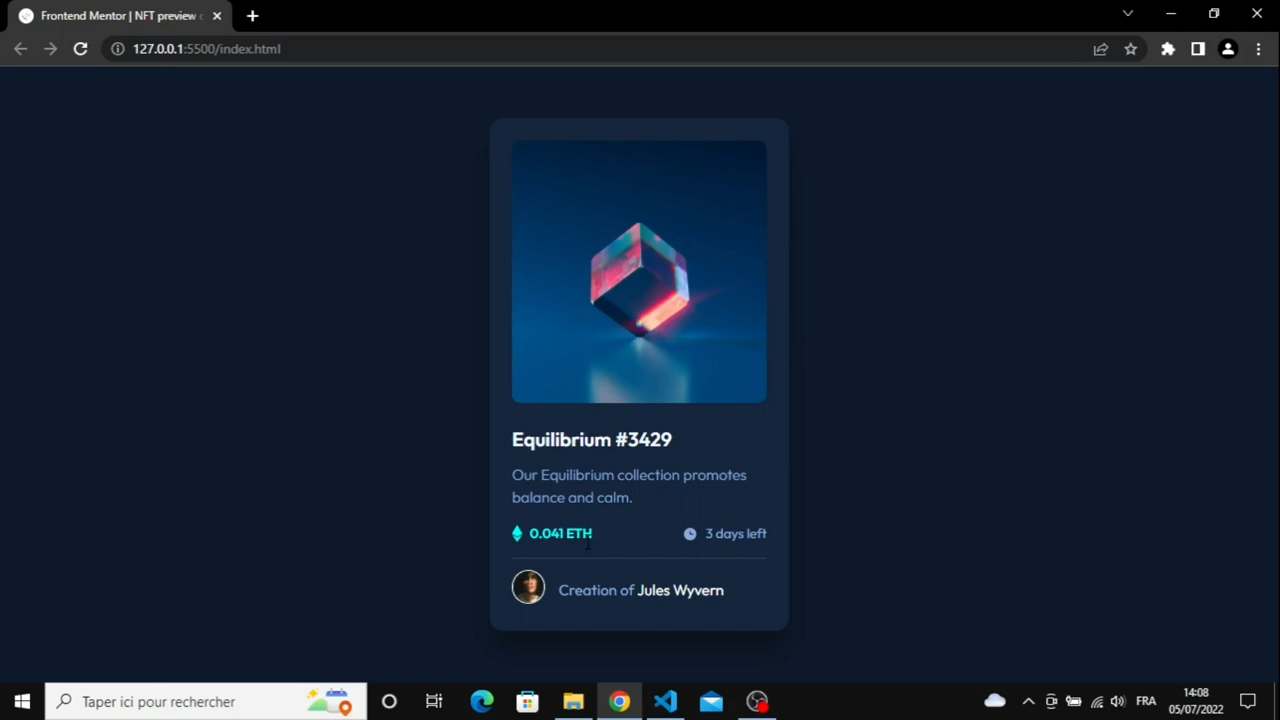 Frontend Mentor | NFT preview c
127.0.0.1:5500/index.html
Equilibrium #3429
Our Equilibrium collection promotes
balance and calm.
0.041 ETH
3 days left
Creation of Jules Wyvern
Taper ici pour rechercher
FRA
14:08
05/07/2022